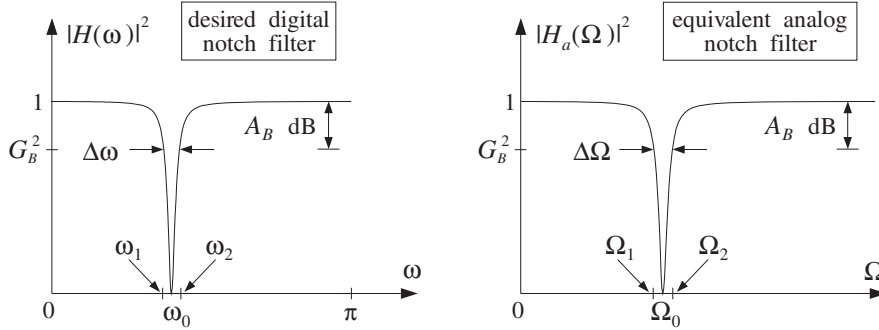 |H(ω)|²
desired digital
notch filter
1
G_B²
Δω
A_B dB
ω₁
ω₂
ω
0
ω₀
π
|H_a(Ω)|²
equivalent analog
notch filter
1
G_B²
ΔΩ
A_B dB
Ω₁
Ω₂
Ω
0
Ω₀